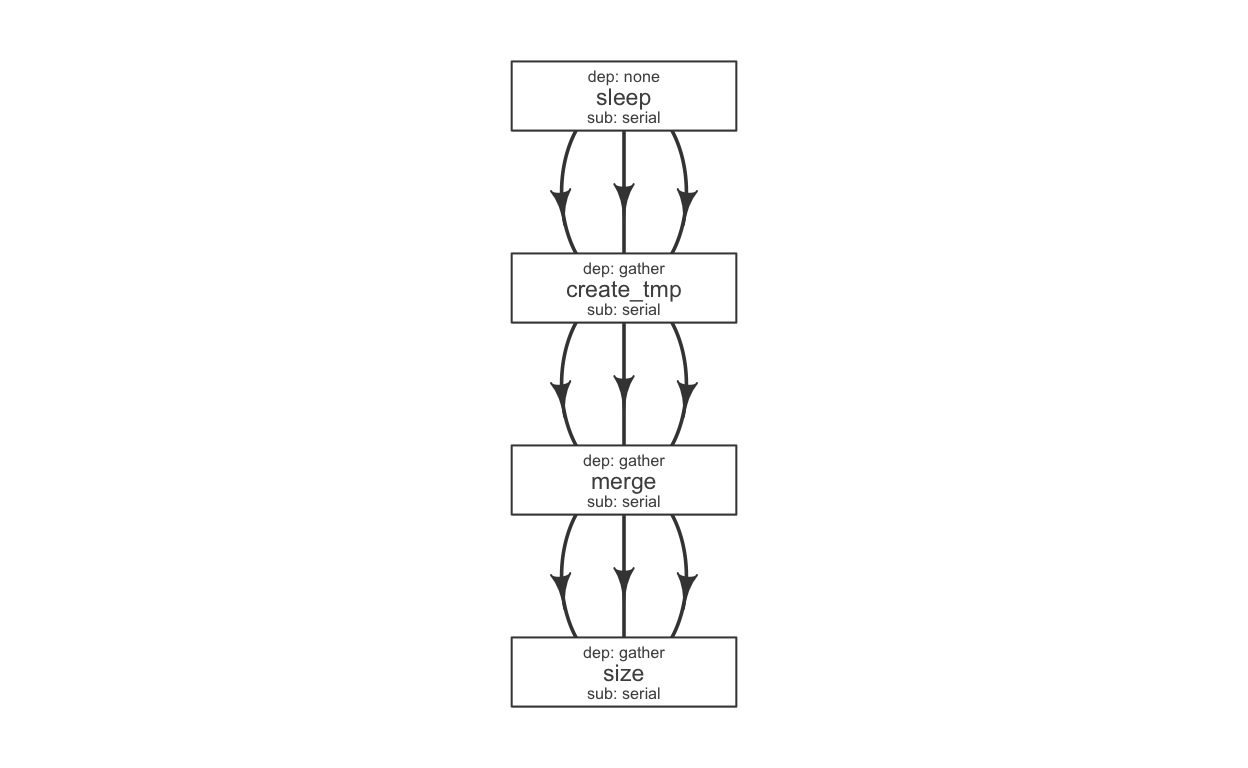 dep: none
sleep
sub: serial
dep: gather
create_tmp
sub: serial
dep: gather
merge
sub: serial
dep: gather
size
sub: serial